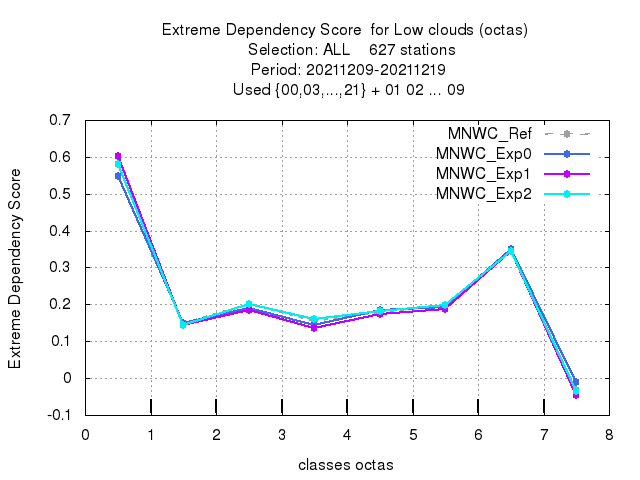 Extreme Dependency Score  for Low clouds (octas)
Selection: ALL    627 stations
Period: 20211209-20211219
Used {00,03,...,21} + 01 02 ... 09
MNWC_Ref
MNWC_Exp0
MNWC_Exp1
MNWC_Exp2
Extreme Dependency Score
0.7
0.6
0.5
0.4
0.3
0.2
0.1
0
-0.1
0 1 2 3 4 5 6 7 8
classes octas